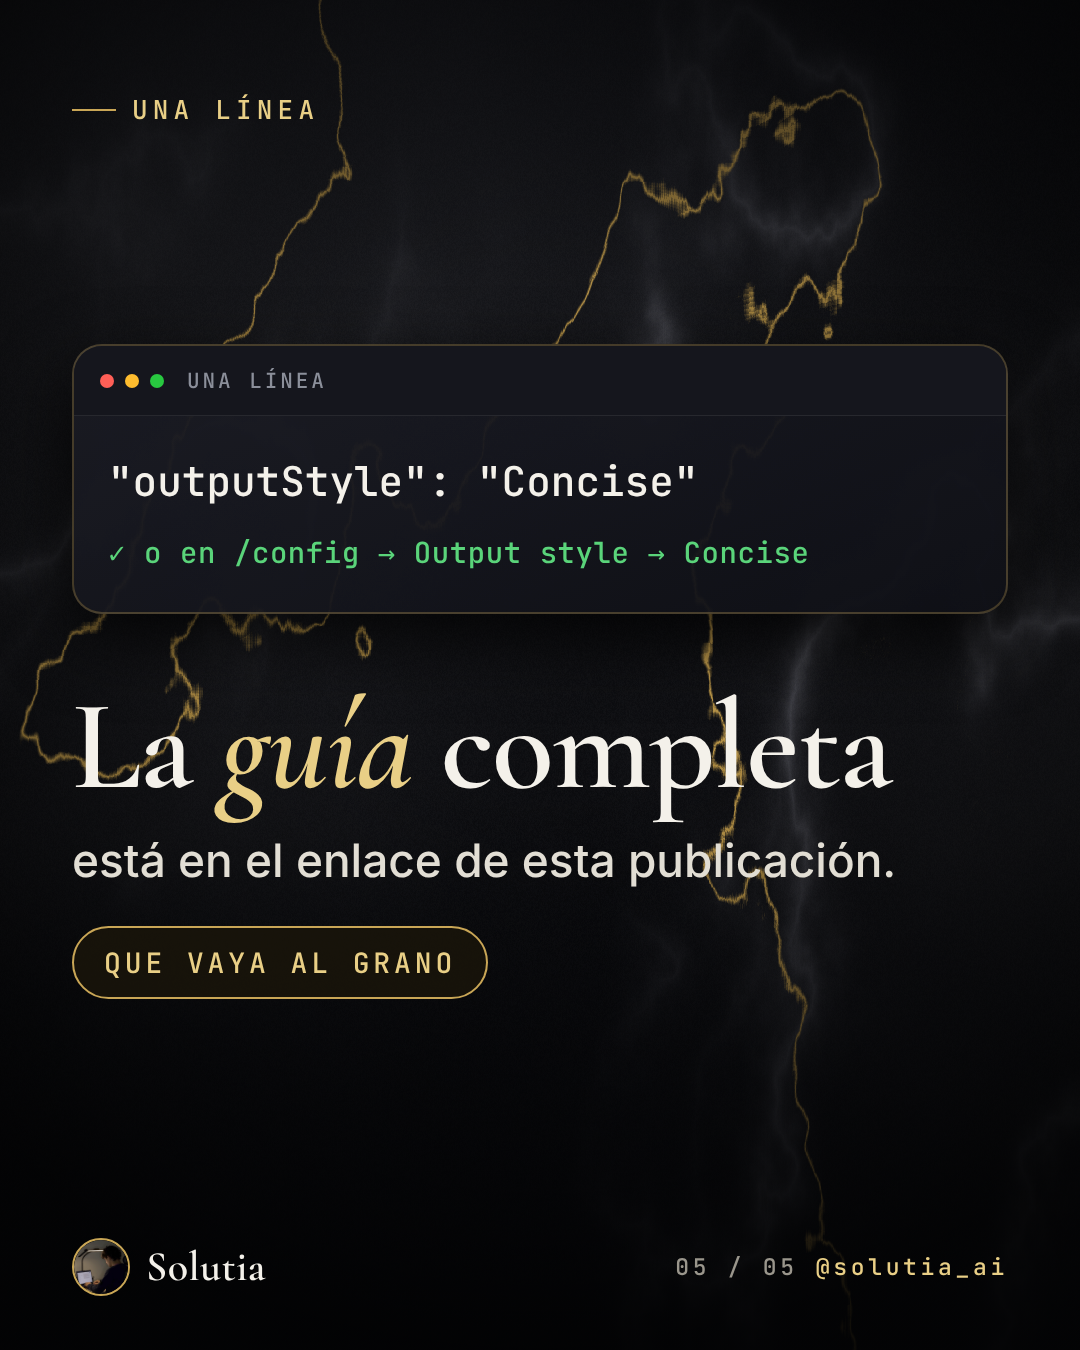 UNA LÍNEA
UNA LÍNEA
"outputStyle": "Concise"
✓ o en /config → Output style → Concise
La guía completa
está en el enlace de esta publicación.
QUE VAYA AL GRANO
Solutia
05 / 05 @solutia_ai